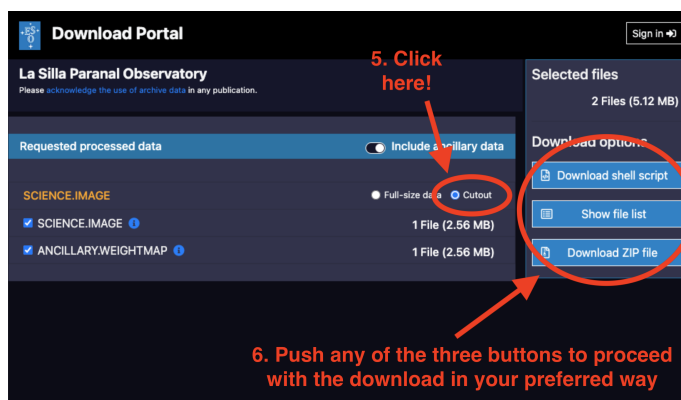 Download Portal
Sign in
5. Click
here!
La Silla Paranal Observatory
Please acknowledge the use of archive data in any publication.
Selected files
2 Files (5.12 MB)
Requested processed data
Include ancillary data
Download options
Download shell script
SCIENCE.IMAGE
Full-size data
Cutout
Show file list
SCIENCE.IMAGE
1 File (2.56 MB)
ANCILLARY.WEIGHTMAP
1 File (2.56 MB)
Download ZIP file
6. Push any of the three buttons to proceed
with the download in your preferred way